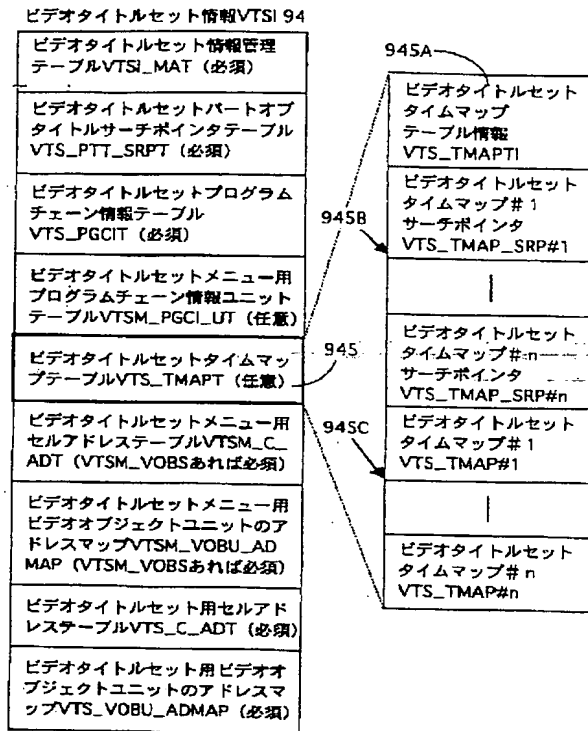 ビデオタイトルセット情報VTSI 94
ビデオタイトルセット情報管理
テーブルVTSI_MAT（必須）
ビデオタイトルセットパートオブ
タイトルサーチポインタテーブル
VTS_PTT_SRPT（必須）
ビデオタイトルセットプログラム
チェーン情報テーブル
VTS_PGCIT（必須）
ビデオタイトルセットメニュー用
プログラムチェーン情報ユニット
テーブルVTSM_PGCI_UT（任意）
ビデオタイトルセットタイムマッ
プテーブルVTS_TMAPT（任意）
ビデオタイトルセットメニュー用
セルアドレステーブルVTSM_C_
ADT（VTSM_VOBSあれば必須）
ビデオタイトルセットメニュー用
ビデオオブジェクトユニットのア
ドレスマップVTSM_VOBU_AD
MAP（VTSM_VOBSあれば必須）
ビデオタイトルセット用セルアド
レステーブルVTS_C_ADT（必須）
ビデオタイトルセット用ビデオオ
ブジェクトユニットのアドレスマ
ップVTS_VOBU_ADMAP（必須）
945
945A
945B
945C
ビデオタイトルセット
タイムマップ
テーブル情報
VTS_TMAPTI
ビデオタイトルセット
タイムマップ＃1
サーチポインタ
VTS_TMAP_SRP#1
ビデオタイトルセット
タイムマップ＃n
サーチポインタ
VTS_TMAP_SRP#n
ビデオタイトルセット
タイムマップ＃1
VTS_TMAP#1
ビデオタイトルセット
タイムマップ＃n
VTS_TMAP#n